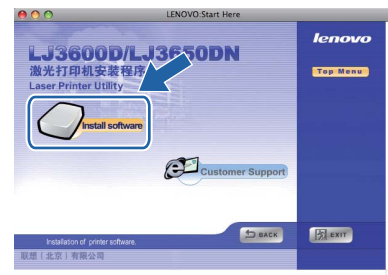 LENOVO:Start Here
lenovo
LJ3600D/LJ3650DN
激光打印机安装程序
Laser Printer Utility
Top Menu
Install software
Customer Support
BACK
EXIT
Installation of printer software.
联想(北京)有限公司